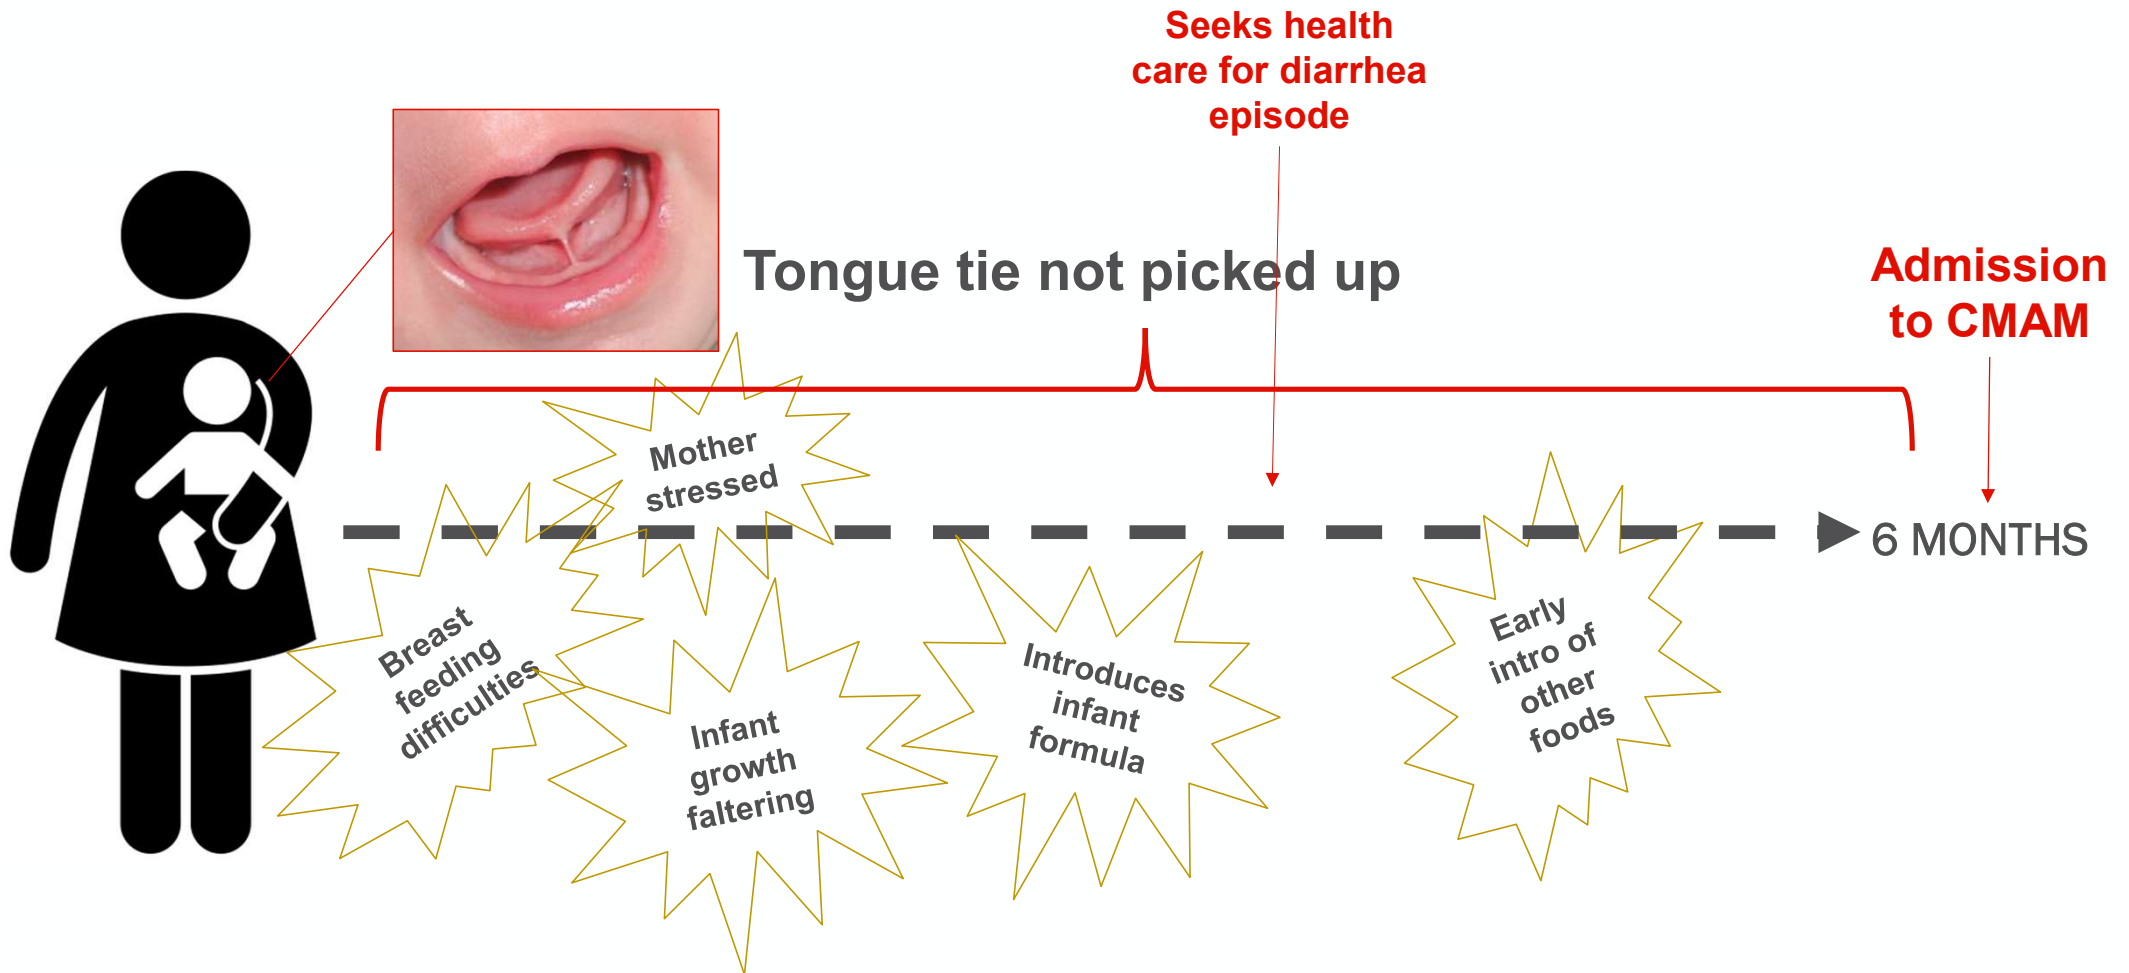 Seeks health
care for diarrhea
episode
Tongue tie not picked up
Admission
to CMAM
Mother
stressed
6 MONTHS
Breast
feeding
difficulties
Infant
growth
faltering
Introduces
infant
formula
Early
intro of
other
foods